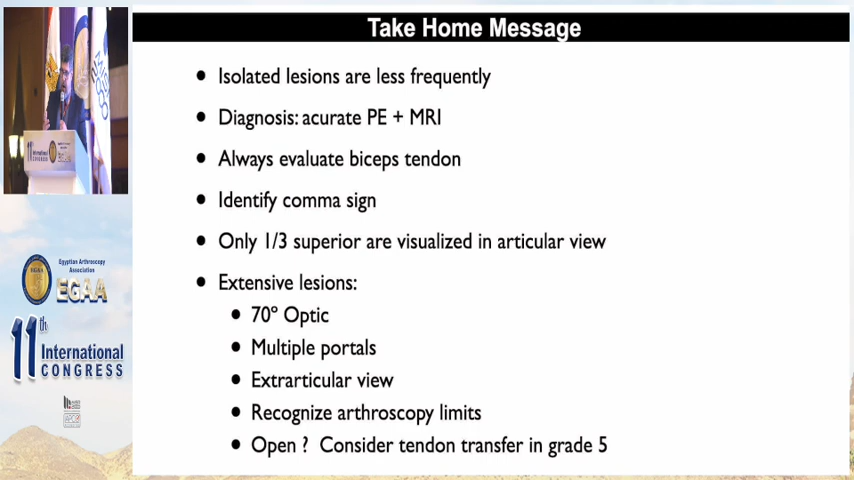 Take Home Message
Isolated lesions are less frequently
Diagnosis: acurate PE + MRI
Always evaluate biceps tendon
Identify comma sign
Only 1/3 superior are visualized in articular view
Extensive lesions:
70º Optic
Multiple portals
Extrarticular view
Recognize arthroscopy limits
Open ? Consider tendon transfer in grade 5
Egyptian Arthroscopy
Association
EGAA
11th
International
CONGRESS